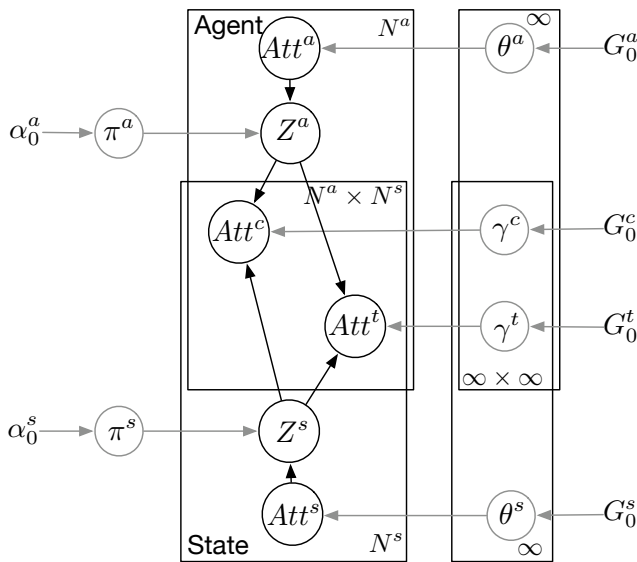 Agent N^a ∞
Att^a θ^a G_0^a
α_0^a π^a Z^a
N^a × N^s
Att^c γ^c G_0^c
Att^t γ^t G_0^t
∞ × ∞
α_0^s π^s Z^s
Att^s θ^s G_0^s
State N^s ∞